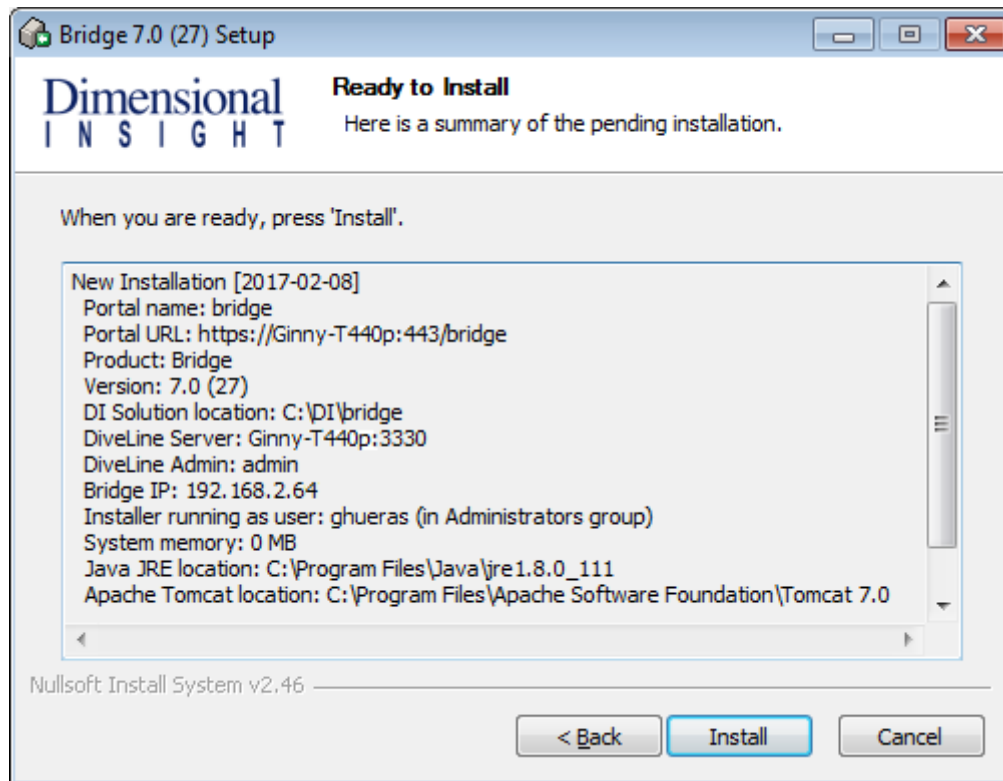 Bridge 7.0 (27) Setup
Dimensional
INSIGHT
Ready to Install
Here is a summary of the pending installation.
When you are ready, press 'Install'.
New Installation [2017-02-08]
Portal name: bridge
Portal URL: https://Ginny-T440p:443/bridge
Product: Bridge
Version: 7.0 (27)
DI Solution location: C:\DI\bridge
DiveLine Server: Ginny-T440p:3330
DiveLine Admin: admin
Bridge IP: 192.168.2.64
Installer running as user: ghueras (in Administrators group)
System memory: 0 MB
Java JRE location: C:\Program Files\Java\jre1.8.0_111
Apache Tomcat location: C:\Program Files\Apache Software Foundation\Tomcat 7.0
Nullsoft Install System v2.46
< Back
Install
Cancel